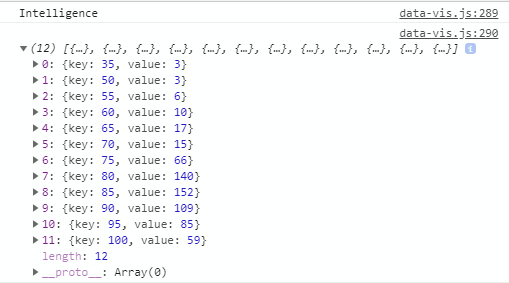 Intelligence data-vis.js:289
data-vis.js:290
(12) [{…}, {…}, {…}, {…}, {…}, {…}, {…}, {…}, {…}, {…}, {…}, {…}] i
0: {key: 35, value: 3}
1: {key: 50, value: 3}
2: {key: 55, value: 6}
3: {key: 60, value: 10}
4: {key: 65, value: 17}
5: {key: 70, value: 15}
6: {key: 75, value: 66}
7: {key: 80, value: 140}
8: {key: 85, value: 152}
9: {key: 90, value: 109}
10: {key: 95, value: 85}
11: {key: 100, value: 59}
length: 12
__proto__: Array(0)